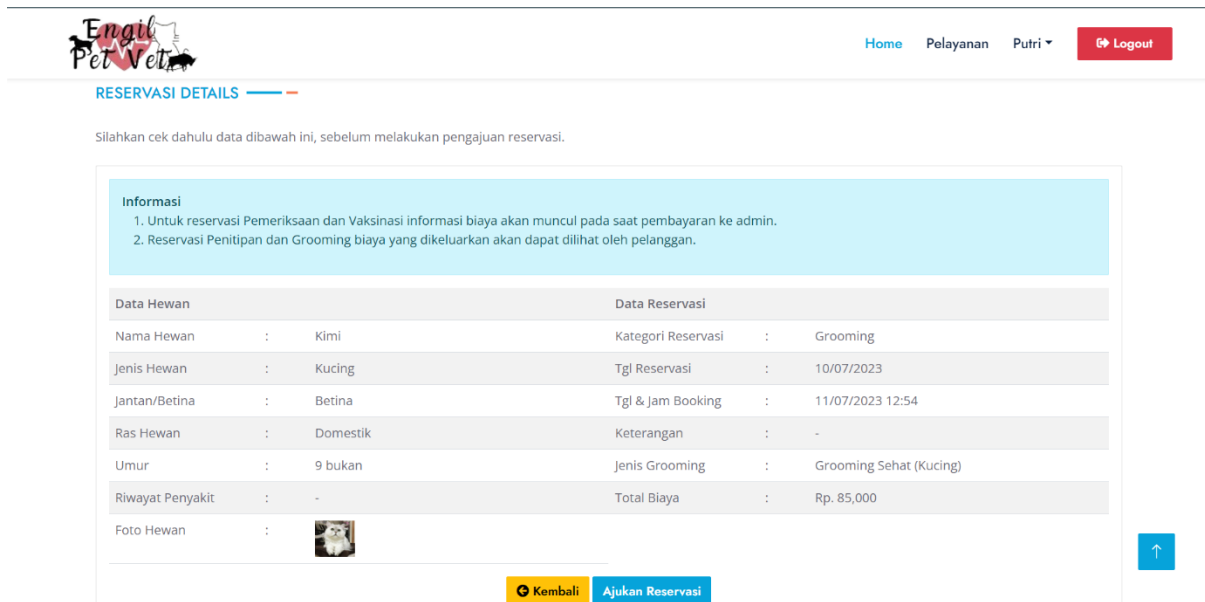 Engil
Pet Vet
Home Pelayanan Putri Logout
RESERVASI DETAILS
Silahkan cek dahulu data dibawah ini, sebelum melakukan pengajuan reservasi.
Informasi
1. Untuk reservasi Pemeriksaan dan Vaksinasi informasi biaya akan muncul pada saat pembayaran ke admin.
2. Reservasi Penitipan dan Grooming biaya yang dikeluarkan akan dapat dilihat oleh pelanggan.
Data Hewan Data Reservasi
Nama Hewan : Kimi Kategori Reservasi : Grooming
Jenis Hewan : Kucing Tgl Reservasi : 10/07/2023
Jantan/Betina : Betina Tgl & Jam Booking : 11/07/2023 12:54
Ras Hewan : Domestik Keterangan : -
Umur : 9 bukan Jenis Grooming : Grooming Sehat (Kucing)
Riwayat Penyakit : - Total Biaya : Rp. 85,000
Foto Hewan :
Kembali Ajukan Reservasi